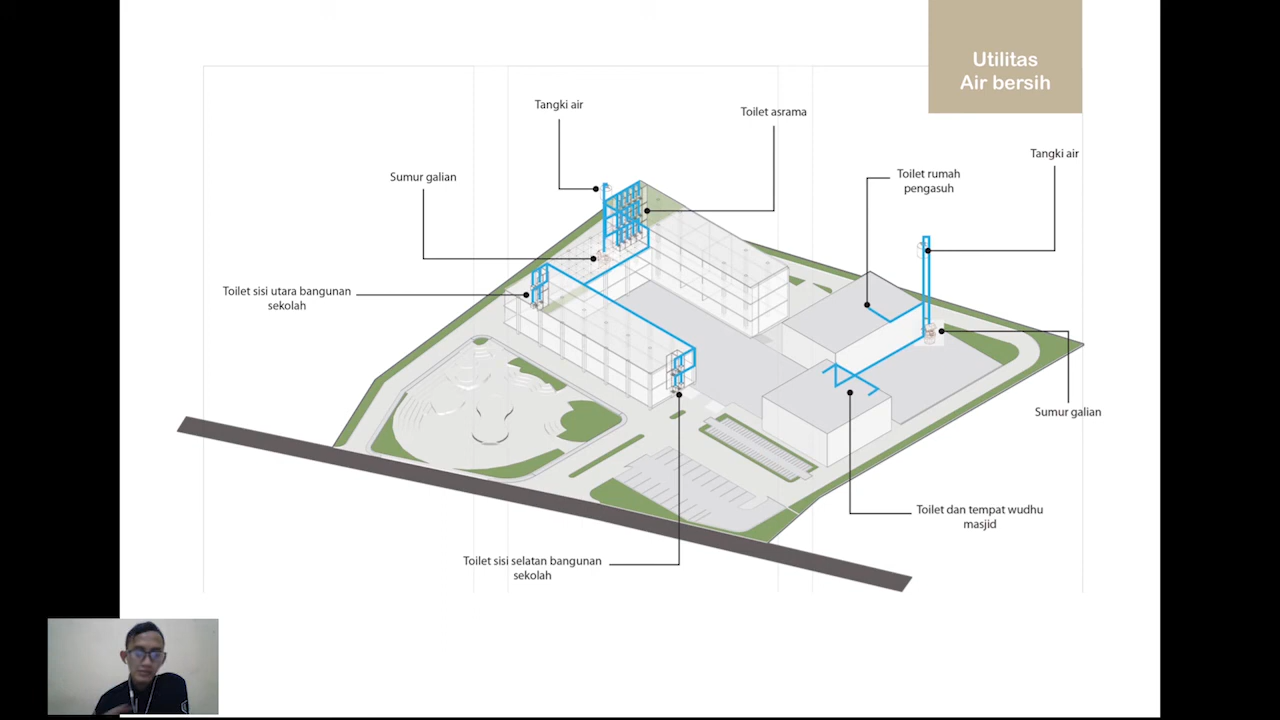 Utilitas
Air bersih
Tangki air
Toilet asrama
Tangki air
Sumur galian
Toilet rumah
pengasuh
Toilet sisi utara bangunan
sekolah
Sumur galian
Toilet dan tempat wudhu
masjid
Toilet sisi selatan bangunan
sekolah